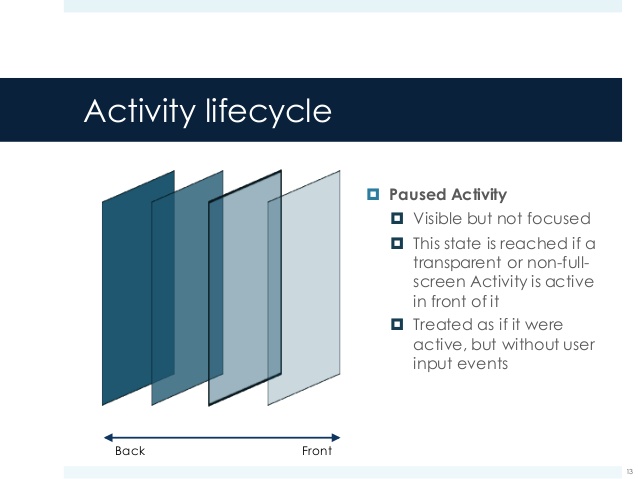 Activity lifecycle
Paused Activity
Visible but not focused
This state is reached if a
transparent or non-full-
screen Activity is active
in front of it
Treated as if it were
active, but without user
input events
Back
Front
13